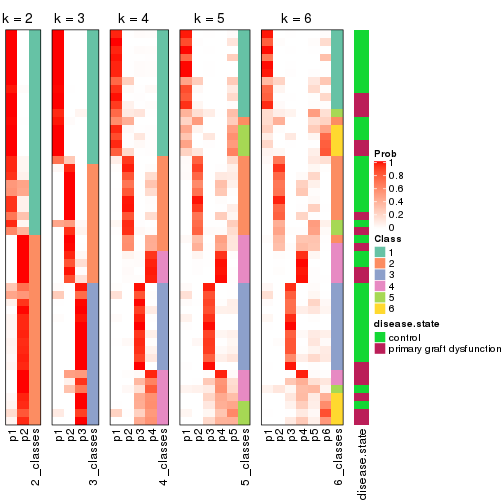 k = 2
k = 3
k = 4
k = 5
k = 6
Prob
1
0.8
0.6
0.4
0.2
0
Class
1
2
3
4
5
6
disease.state
control
primary graft dysfunction
p1
p2
2_classes
p1
p2
p3
3_classes
p1
p2
p3
p4
4_classes
p1
p2
p3
p4
p5
5_classes
p1
p2
p3
p4
p5
p6
6_classes
disease.state